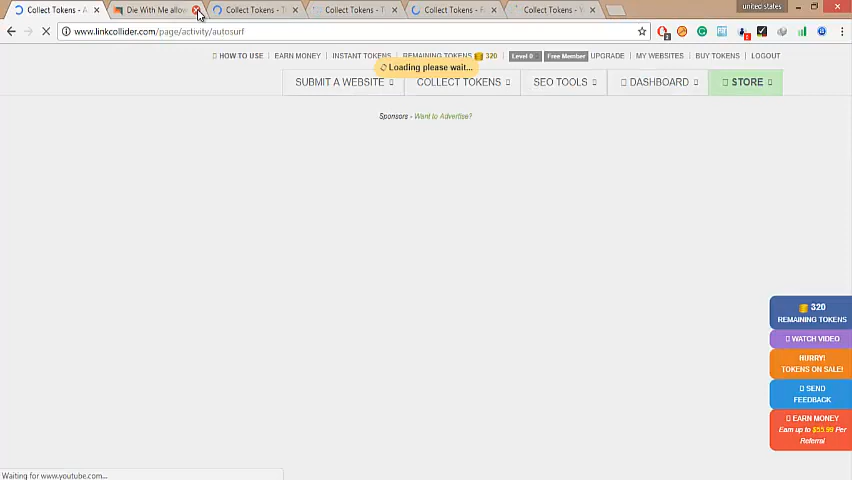 united states
Collect Tokens - A
Die With Me allow
Collect Tokens - T
Collect Tokens - T
Collect Tokens - F
Collect Tokens - Y
www.linkcollider.com/page/activity/autosurf
HOW TO USE EARN MONEY INSTANT TOKENS REMAINING TOKENS 320 Level 0 Free Member UPGRADE MY WEBSITES BUY TOKENS LOGOUT
Loading please wait...
SUBMIT A WEBSITE COLLECT TOKENS SEO TOOLS DASHBOARD STORE
Sponsors - Want to Advertise?
320
REMAINING TOKENS
WATCH VIDEO
HURRY!
TOKENS ON SALE!
SEND
FEEDBACK
EARN MONEY
Earn up to $55.99 Per
Referral
Waiting for www.youtube.com...